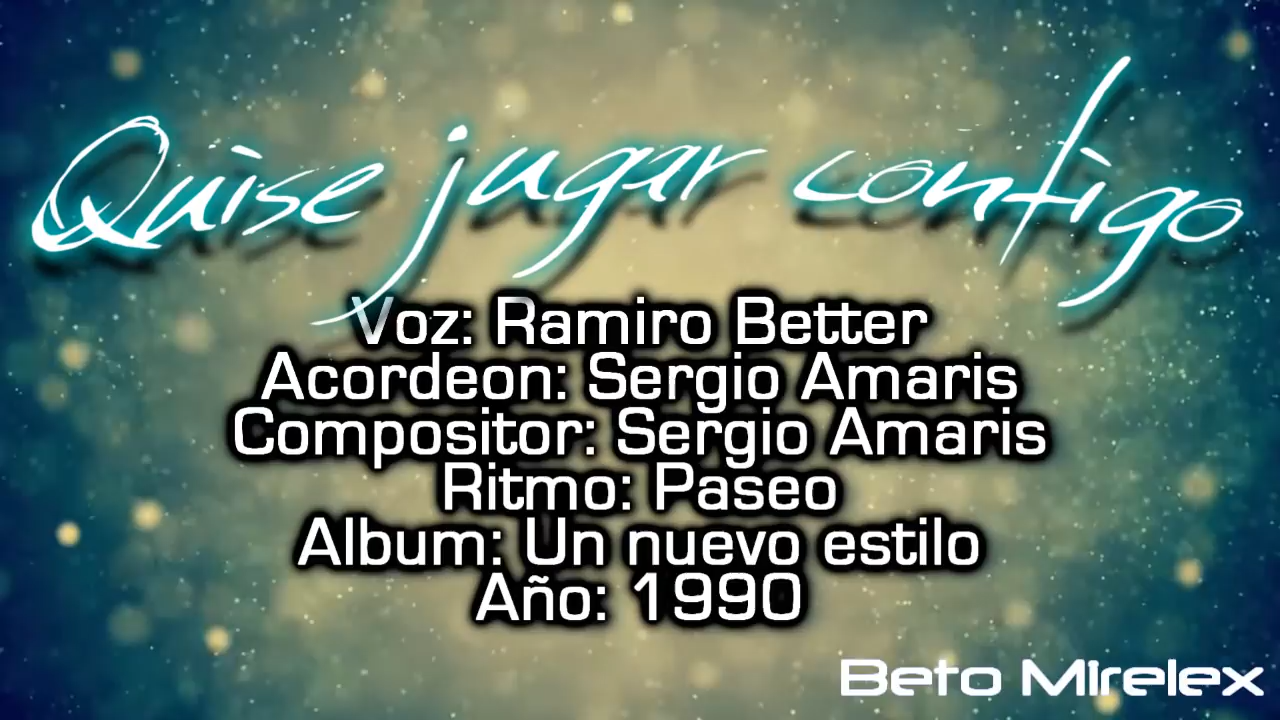 Quise jugar contigo
Voz: Ramiro Better
Acordeon: Sergio Amaris
Compositor: Sergio Amaris
Ritmo: Paseo
Album: Un nuevo estilo
Año: 1990
Beto Mirelex